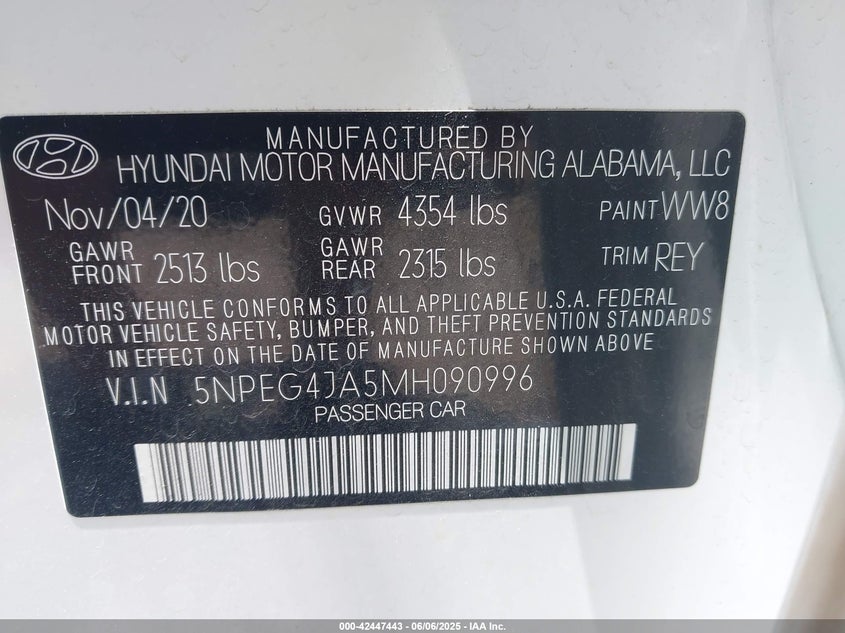 MANUFACTURED BY
HYUNDAI MOTOR MANUFACTURING ALABAMA, LLC
Nov/04/20 GVWR 4354 lbs PAINT WW8
GAWR FRONT 2513 lbs GAWR REAR 2315 lbs TRIM REY
THIS VEHICLE CONFORMS TO ALL APPLICABLE U.S.A. FEDERAL
MOTOR VEHICLE SAFETY, BUMPER, AND THEFT PREVENTION STANDARDS
IN EFFECT ON THE DATE OF MANUFACTURE SHOWN ABOVE
V.I.N 5NPEG4JA5MH090996
PASSENGER CAR
000-42447443 - 06/06/2025 - IAA Inc.